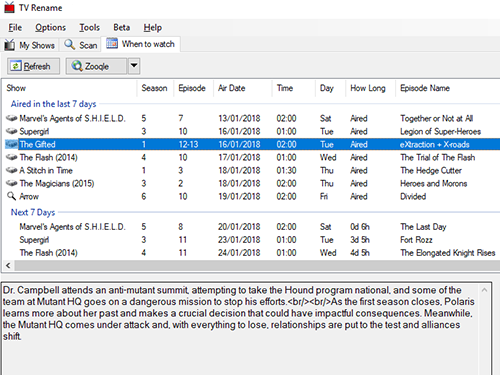 TV Rename
File Options Tools Beta Help
My Shows Scan When to watch
Refresh Zooqle
Show Season Episode Air Date Time Day How Long Episode Name
Aired in the last 7 days
Marvel's Agents of S.H.I.E.L.D. 5 7 13/01/2018 02:00 Sat Aired Together or Not at All
Supergirl 3 10 16/01/2018 01:00 Tue Aired Legion of Super-Heroes
The Gifted 1 12-13 16/01/2018 02:00 Tue Aired eXtraction + X-roads
The Flash (2014) 4 10 17/01/2018 01:00 Wed Aired The Trial of The Flash
A Stitch in Time 1 3 18/01/2018 01:30 Thu Aired The Hedge Cutter
The Magicians (2015) 3 2 18/01/2018 02:00 Thu Aired Heroes and Morons
Arrow 6 10 19/01/2018 02:00 Fri Aired Divided
Next 7 Days
Marvel's Agents of S.H.I.E.L.D. 5 8 20/01/2018 02:00 Sat 0d 6h The Last Day
Supergirl 3 11 23/01/2018 01:00 Tue 3d 5h Fort Rozz
The Flash (2014) 4 11 24/01/2018 01:00 Wed 4d 5h The Elongated Knight Rises
Dr. Campbell attends an anti-mutant summit, attempting to take the Hound program national, and some of the
team at Mutant HQ goes on a dangerous mission to stop his efforts.<br/><br/>As the first season closes, Polaris
learns more about her past and makes a crucial decision that could have impactful consequences. Meanwhile,
the Mutant HQ comes under attack and, with everything to lose, relationships are put to the test and alliances
shift.